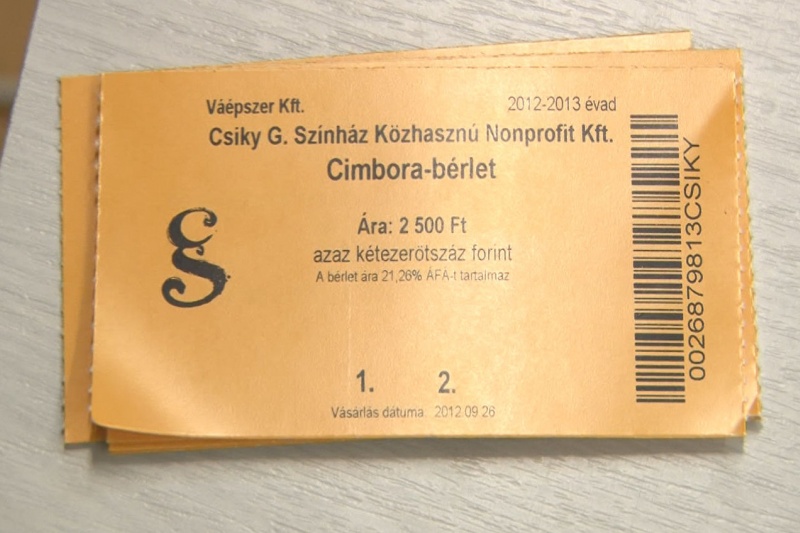 Váépszer Kft.
2012-2013 évad
Csiky G. Színház Közhasznú Nonprofit Kft.
Cimbora-bérlet
Ára: 2 500 Ft
azaz kétezerötszáz forint
A bérlet ára 21,26% ÁFÁ-t tartalmaz
1. 2.
Vásárlás dátuma: 2012.09.26
0026879813CSIKY